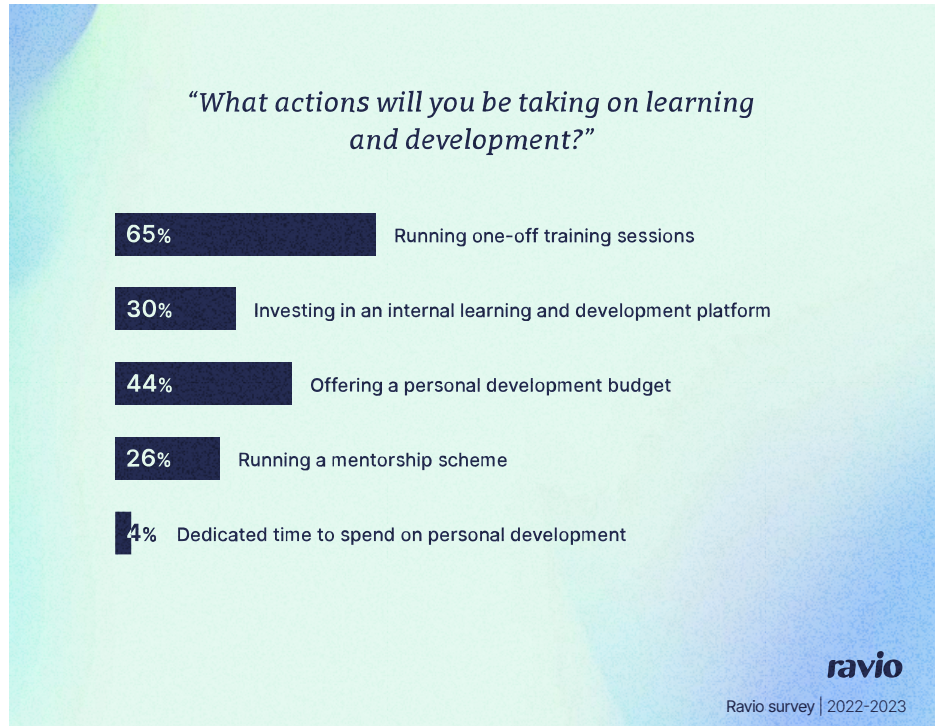 “What actions will you be taking on learning
and development?”
65% Running one-off training sessions
30% Investing in an internal learning and development platform
44% Offering a personal development budget
26% Running a mentorship scheme
4% Dedicated time to spend on personal development
ravio
Ravio survey | 2022-2023